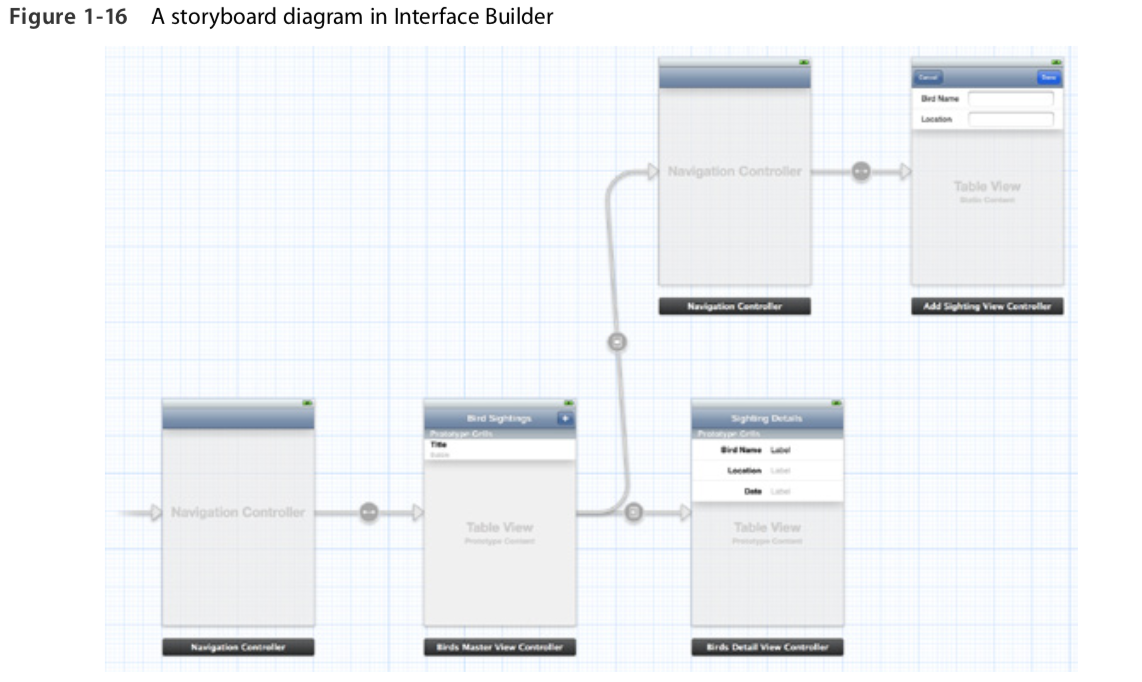 Figure 1-16 A storyboard diagram in Interface Builder
Navigation Controller
Navigation Controller
Cancel Done
Bird Name
Location
Table View
Static Content
Add Sighting View Controller
Navigation Controller
Navigation Controller
Bird Sightings +
Prototype Cells
Title
Table View
Prototype Content
Birds Master View Controller
Sighting Details
Prototype Cells
Bird Name Label
Location Label
Date Label
Table View
Prototype Content
Birds Detail View Controller